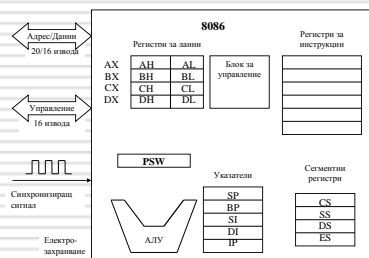 8086
Адрес/Данни
20/16 извода
Регистри за данни
Регистри за
инструкции
AX AH AL
BX BH BL
CX CH CL
DX DH DL
Блок за
управление
Управление
16 извода
PSW
Синхронизиращ
сигнал
Указатели
SP
BP
SI
DI
IP
Сегментни
регистри
CS
SS
DS
ES
АЛУ
Електро-
захранване